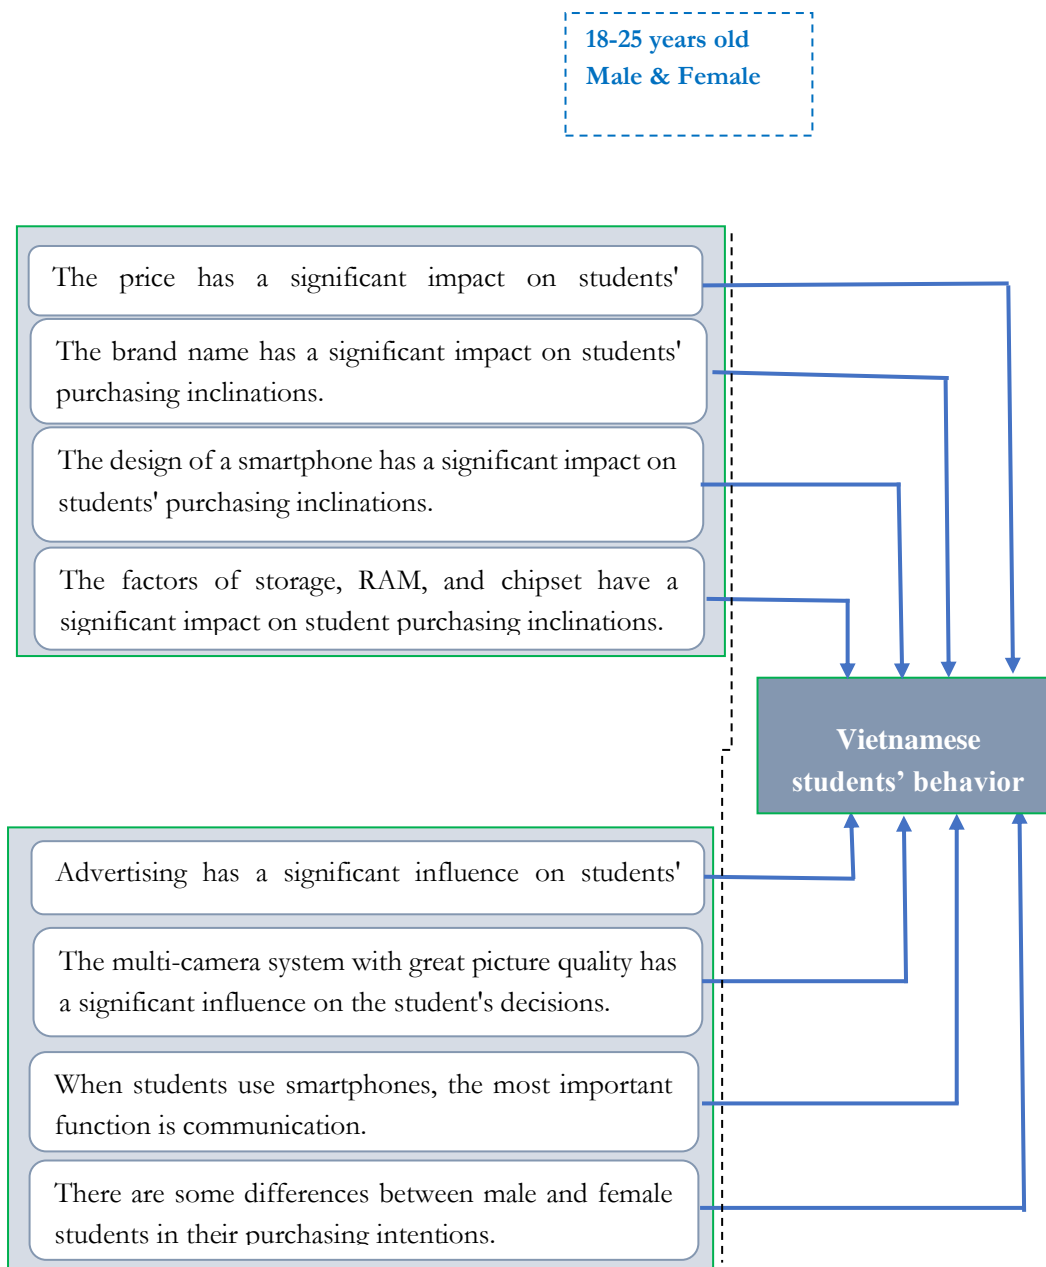 18-25 years old
Male & Female
The price has a significant impact on students'
The brand name has a significant impact on students'
purchasing inclinations.
The design of a smartphone has a significant impact on
students' purchasing inclinations.
The factors of storage, RAM, and chipset have a
significant impact on student purchasing inclinations.
Vietnamese
students’ behavior
Advertising has a significant influence on students'
The multi-camera system with great picture quality has
a significant influence on the student's decisions.
When students use smartphones, the most important
function is communication.
There are some differences between male and female
students in their purchasing intentions.